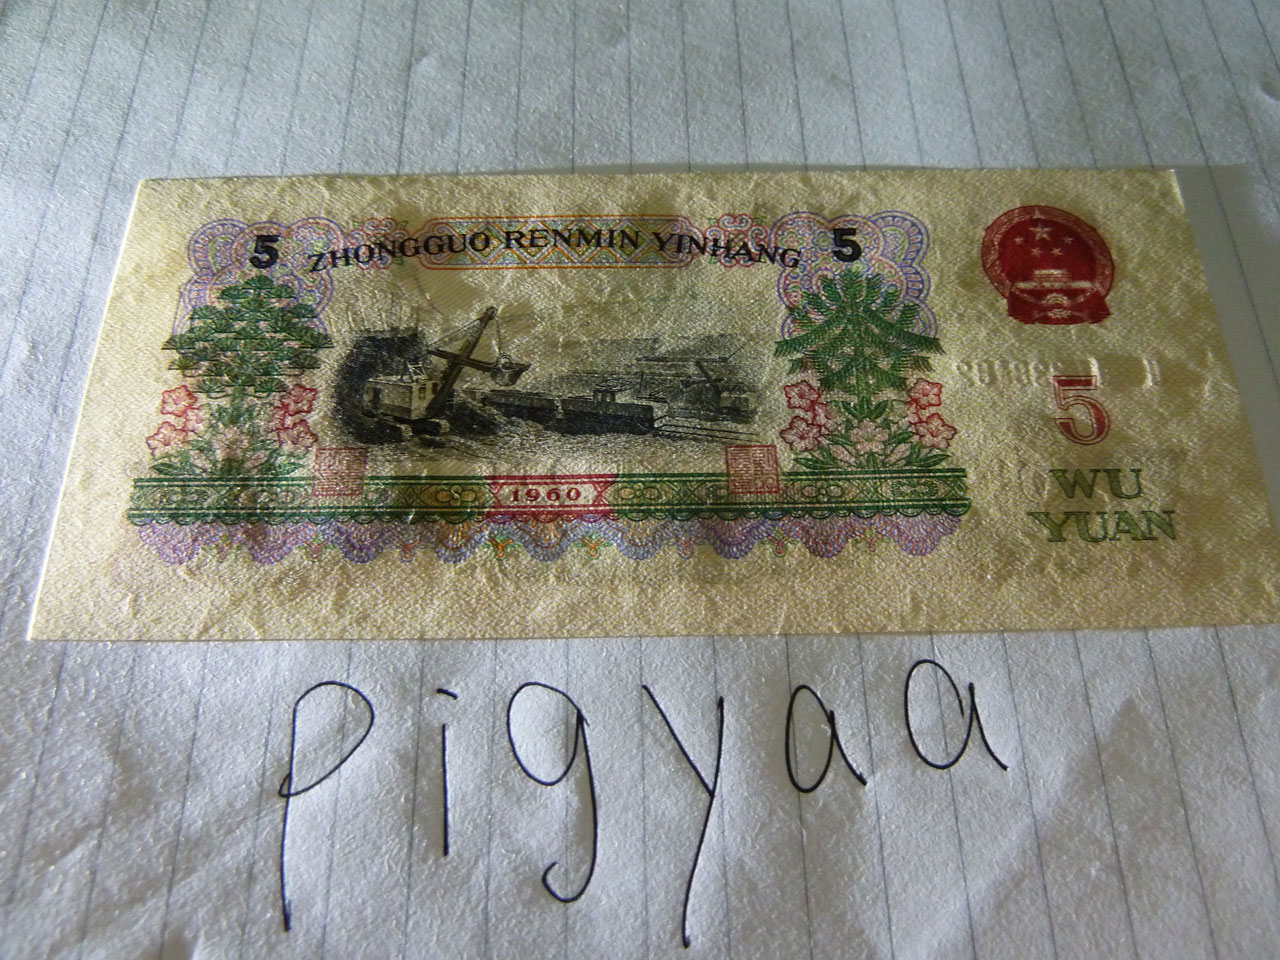 5 ZHONGGUO RENMIN YINHANG 5
1960
5
WU
YUAN
pigyaa